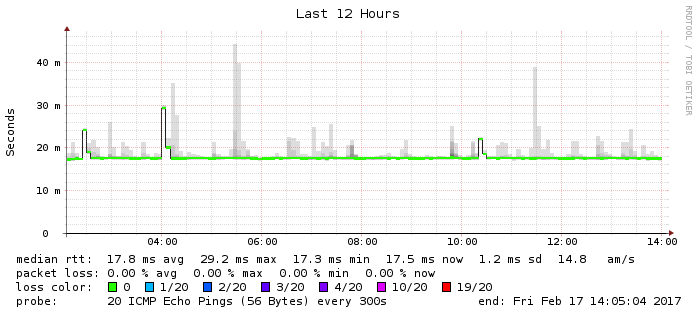 Last 12 Hours
RRDTOOL / TOBI OETIKER
Seconds
40 m
30 m
20 m
10 m
0
04:00 06:00 08:00 10:00 12:00 14:00
median rtt: 17.8 ms avg 29.2 ms max 17.3 ms min 17.5 ms now 1.2 ms sd 14.8 am/s
packet loss: 0.00 % avg 0.00 % max 0.00 % min 0.00 % now
loss color: 0 1/20 2/20 3/20 4/20 10/20 19/20
probe: 20 ICMP Echo Pings (56 Bytes) every 300s end: Fri Feb 17 14:05:04 2017